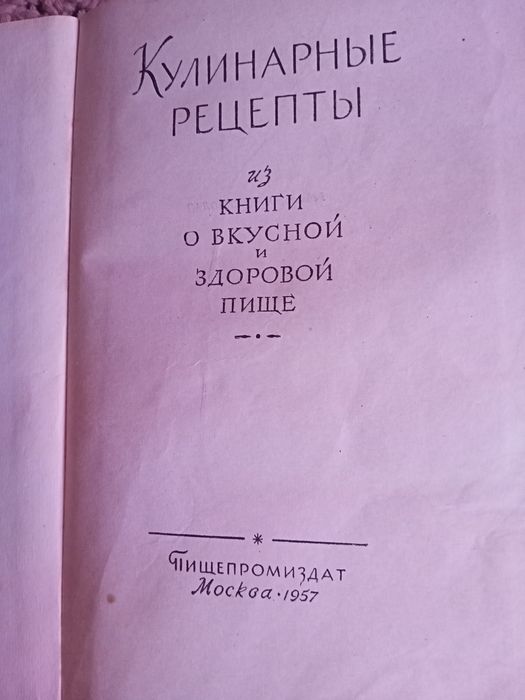 Кулинарные
рецепты
из
книги
о вкусной
и
здоровой
пище
Пищепромиздат
Москва · 1957